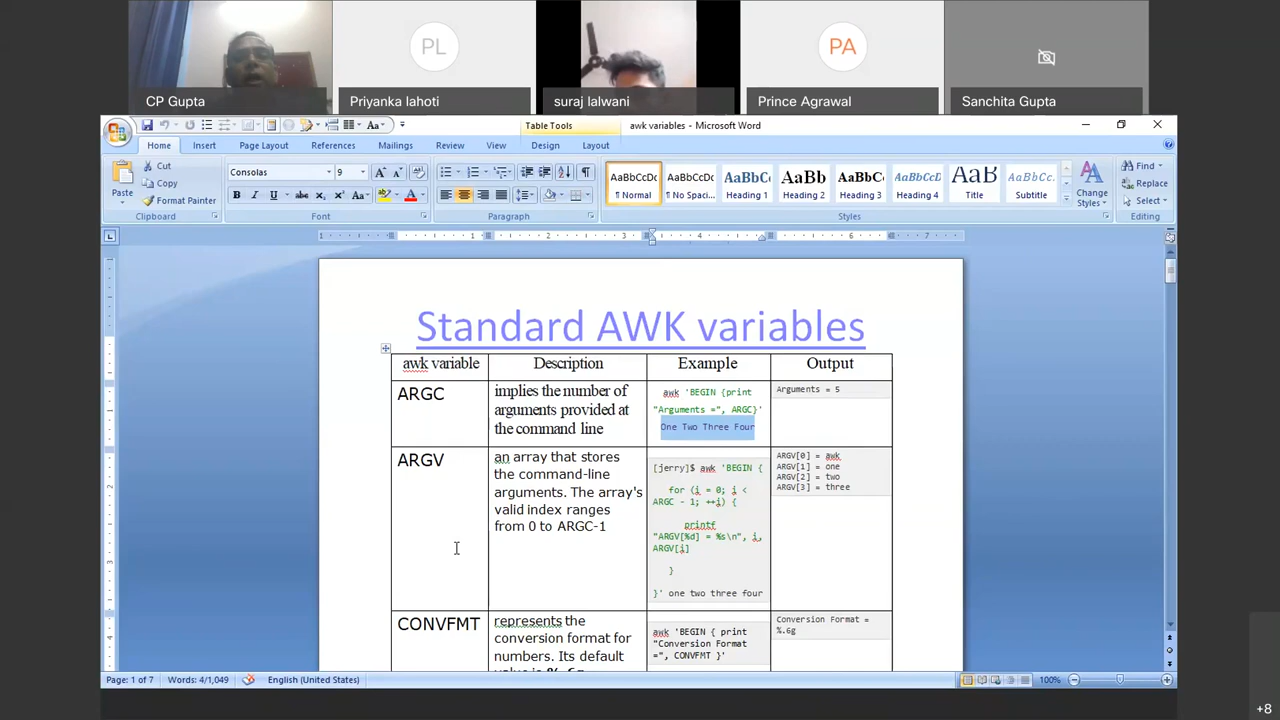 PL
PA
CP Gupta
Priyanka lahoti
suraj lalwani
Prince Agrawal
Sanchita Gupta
Table Tools
awk variables - Microsoft Word
Home
Insert
Page Layout
References
Mailings
Review
View
Design
Layout
Paste
Cut
Copy
Format Painter
Clipboard
Consolas
9
Font
Paragraph
AaBbCcDc
¶ Normal
AaBbCcDc
¶ No Spaci...
AaBbC
Heading 1
AaBb
Heading 2
AaBbC
Heading 3
AaBbCcD
Heading 4
AaB
Title
AaBbCcL
Subtitle
Change
Styles
Styles
Find
Replace
Select
Editing
Standard AWK variables
awk variable
Description
Example
Output
ARGC
implies the number of
arguments provided at
the command line
awk 'BEGIN {print
"Arguments =", ARGC}'
One Two Three Four
Arguments = 5
ARGV
an array that stores
the command-line
arguments. The array's
valid index ranges
from 0 to ARGC-1
[jerry]$ awk 'BEGIN {
for (i = 0; i <
ARGC - 1; ++i) {
printf
"ARGV[%d] = %s\n", i,
ARGV[i]
}
}' one two three four
ARGV[0] = awk
ARGV[1] = one
ARGV[2] = two
ARGV[3] = three
CONVFMT
represents the
conversion format for
numbers. Its default
awk 'BEGIN { print
"Conversion Format
=", CONVFMT }'
Conversion Format =
%.6g
Page: 1 of 7
Words: 4/1,049
English (United States)
100%
+8